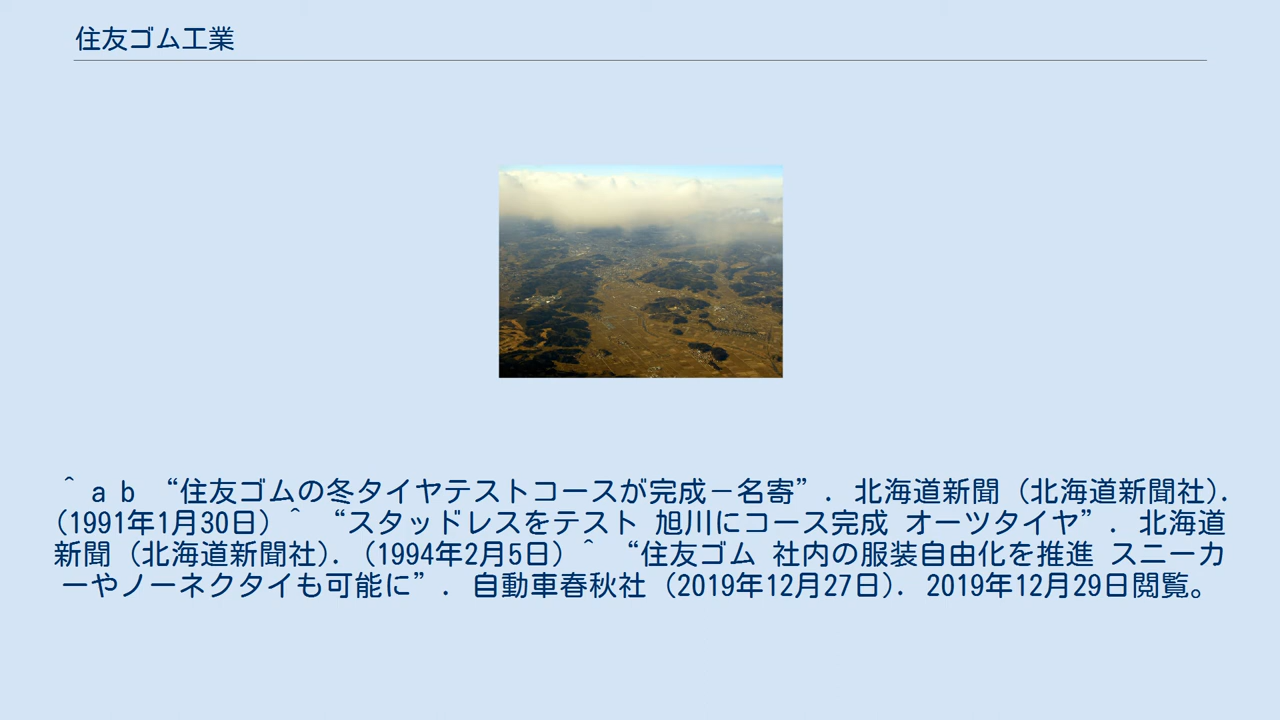 住友ゴム工業
^ a b “住友ゴムの冬タイヤテストコースが完成－名寄”. 北海道新聞 (北海道新聞社).
(1991年1月30日) ^ “スタッドレスをテスト 旭川にコース完成 オーツタイヤ”. 北海道
新聞 (北海道新聞社). (1994年2月5日) ^ “住友ゴム 社内の服装自由化を推進 スニーカ
ーやノーネクタイも可能に”. 自動車春秋社 (2019年12月27日). 2019年12月29日閲覧。